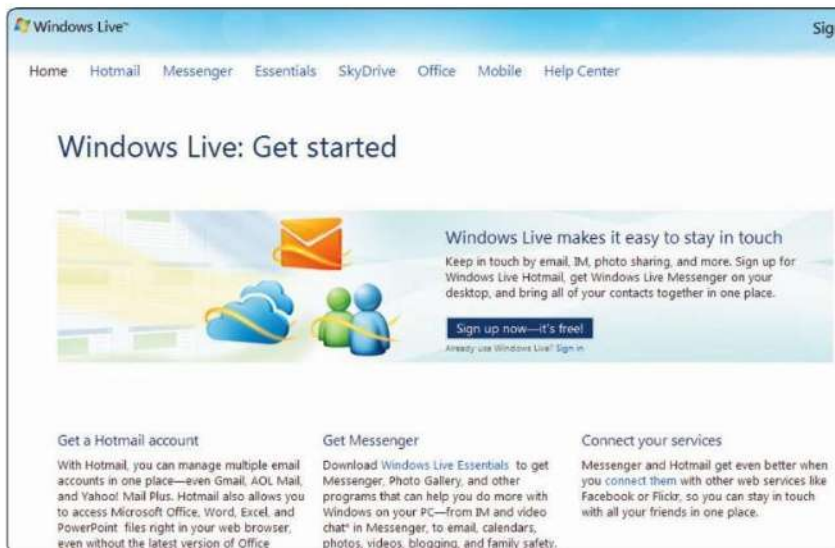 Windows Live™
Sig
Home Hotmail Messenger Essentials SkyDrive Office Mobile Help Center
Windows Live: Get started
Windows Live makes it easy to stay in touch
Keep in touch by email, IM, photo sharing, and more. Sign up for
Windows Live Hotmail, get Windows Live Messenger on your
desktop, and bring all of your contacts together in one place.
Sign up now—it's free!
Already use Windows Live? Sign in
Get a Hotmail account
With Hotmail, you can manage multiple email
accounts in one place—even Gmail, AOL Mail,
and Yahoo! Mail Plus. Hotmail also allows you
to access Microsoft Office, Word, Excel, and
PowerPoint files right in your web browser,
even without the latest version of Office
Get Messenger
Download Windows Live Essentials to get
Messenger, Photo Gallery, and other
programs that can help you do more with
Windows on your PC—from IM and video
chat* in Messenger, to email, calendars,
photos, videos, blogging, and family safety.
Connect your services
Messenger and Hotmail get even better when
you connect them with other web services like
Facebook or Flickr, so you can stay in touch
with all your friends in one place.